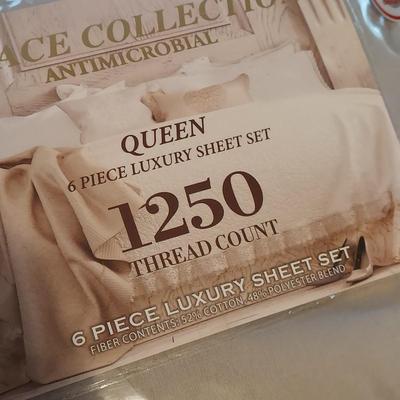 ACE COLLECTIO
ANTIMICROBIAL
QUEEN
6 PIECE LUXURY SHEET SET
1250
THREAD COUNT
6 PIECE LUXURY SHEET SET
FIBER CONTENTS: 52% COTTON, 48% POLYESTER BLEND